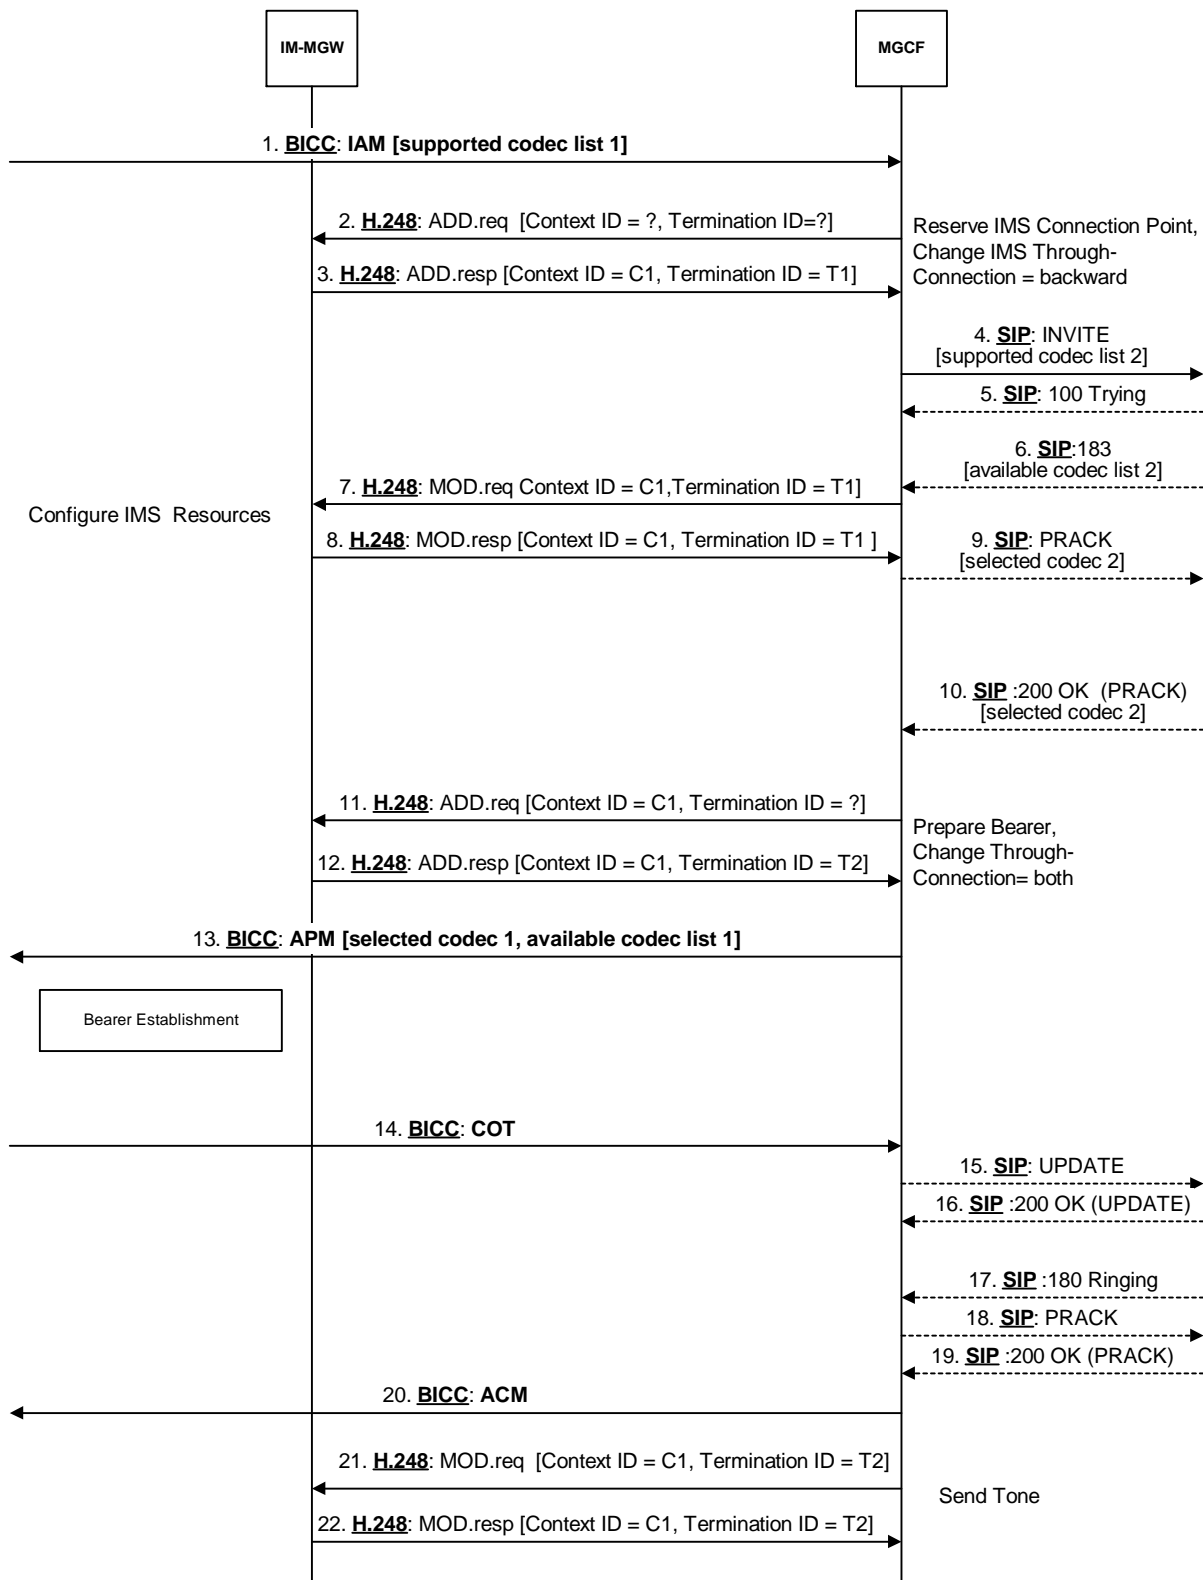 IM-MGW
MGCF
1. BICC: IAM [supported codec list 1]
2. H.248: ADD.req [Context ID = ?, Termination ID=?]
Reserve IMS Connection Point,
Change IMS Through-
Connection = backward
3. H.248: ADD.resp [Context ID = C1, Termination ID = T1]
4. SIP: INVITE
[supported codec list 2]
5. SIP: 100 Trying
6. SIP:183
[available codec list 2]
7. H.248: MOD.req Context ID = C1,Termination ID = T1]
Configure IMS Resources
8. H.248: MOD.resp [Context ID = C1, Termination ID = T1 ]
9. SIP: PRACK
[selected codec 2]
10. SIP :200 OK (PRACK)
[selected codec 2]
11. H.248: ADD.req [Context ID = C1, Termination ID = ?]
Prepare Bearer,
Change Through-
Connection= both
12. H.248: ADD.resp [Context ID = C1, Termination ID = T2]
13. BICC: APM [selected codec 1, available codec list 1]
Bearer Establishment
14. BICC: COT
15. SIP: UPDATE
16. SIP :200 OK (UPDATE)
17. SIP :180 Ringing
18. SIP: PRACK
19. SIP :200 OK (PRACK)
20. BICC: ACM
21. H.248: MOD.req [Context ID = C1, Termination ID = T2]
Send Tone
22. H.248: MOD.resp [Context ID = C1, Termination ID = T2]